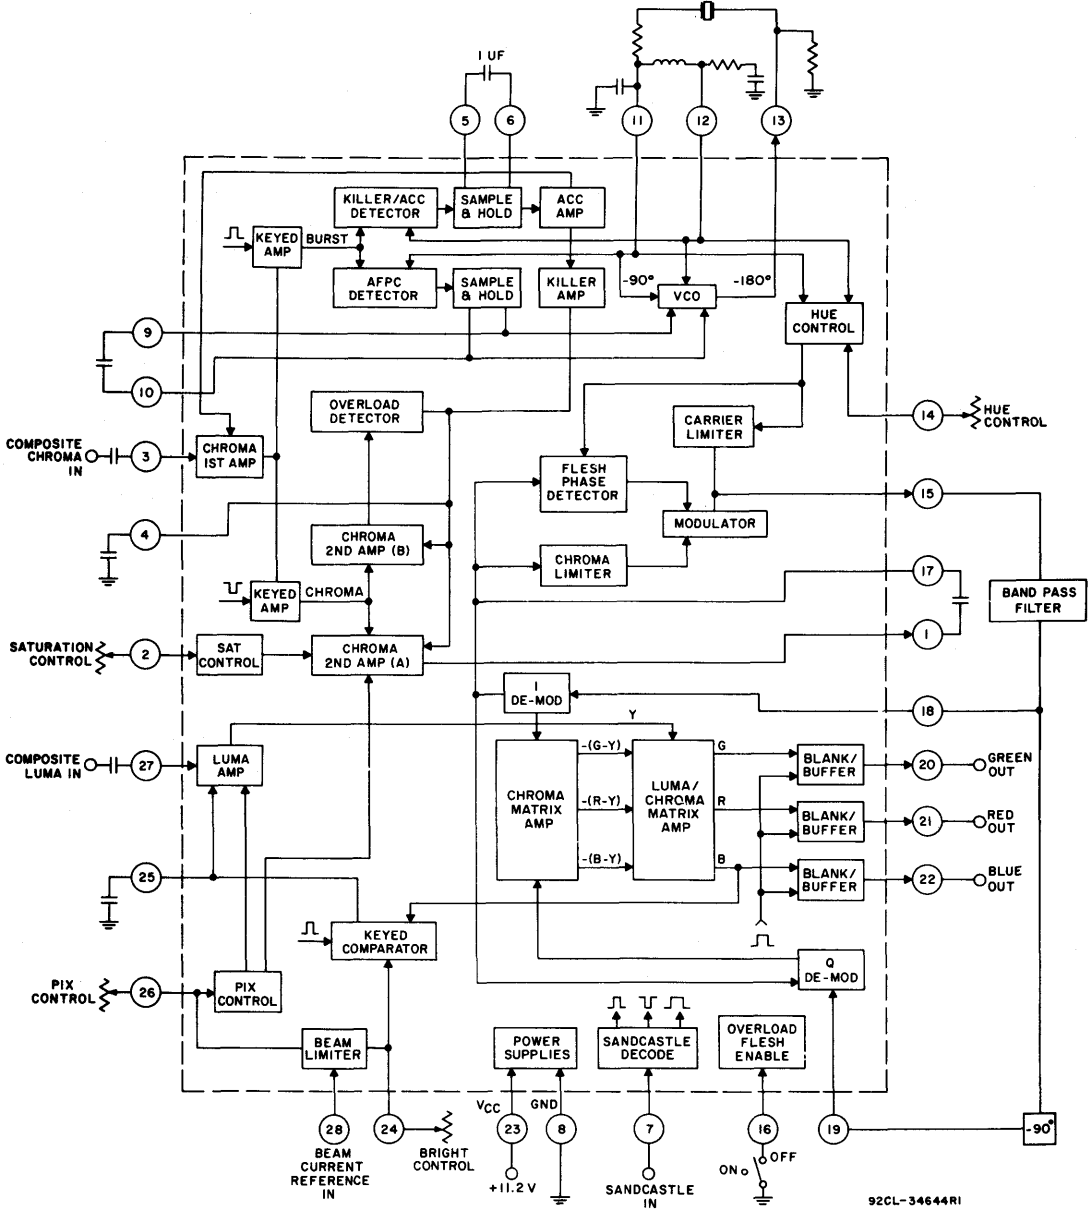 1 UF
5
6
11
12
13
KILLER/ACC
DETECTOR
SAMPLE
& HOLD
ACC
AMP
KEYED
AMP
BURST
AFPC
DETECTOR
SAMPLE
& HOLD
KILLER
AMP
-90°
VCO
-180°
HUE
CONTROL
9
10
OVERLOAD
DETECTOR
CARRIER
LIMITER
14
HUE
CONTROL
COMPOSITE
CHROMA
IN
3
CHROMA
1ST AMP
FLESH
PHASE
DETECTOR
15
4
MODULATOR
CHROMA
2ND AMP (B)
CHROMA
LIMITER
17
KEYED
AMP
CHROMA
BAND PASS
FILTER
SATURATION
CONTROL
2
SAT
CONTROL
CHROMA
2ND AMP (A)
1
I
DE-MOD
18
Y
COMPOSITE
LUMA IN
27
LUMA
AMP
CHROMA
MATRIX
AMP
-(G-Y)
-(R-Y)
-(B-Y)
LUMA/
CHROMA
MATRIX
AMP
G
R
B
BLANK/
BUFFER
20
GREEN
OUT
BLANK/
BUFFER
21
RED
OUT
BLANK/
BUFFER
22
BLUE
OUT
25
KEYED
COMPARATOR
PIX
CONTROL
26
PIX
CONTROL
Q
DE-MOD
BEAM
LIMITER
POWER
SUPPLIES
SANDCASTLE
DECODE
OVERLOAD
FLESH
ENABLE
VCC
GND
28
24
23
8
7
16
19
-90°
BEAM
CURRENT
REFERENCE
IN
BRIGHT
CONTROL
+11.2 V
SANDCASTLE
IN
ON
OFF
92CL-34644R1